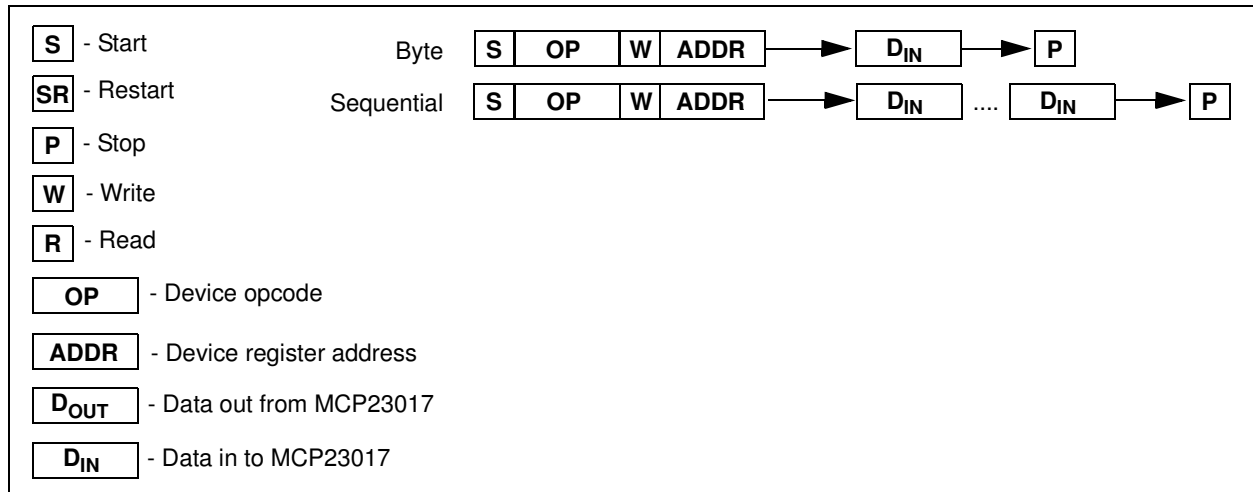 S - Start
SR - Restart
P - Stop
W - Write
R - Read
OP - Device opcode
ADDR - Device register address
DOUT - Data out from MCP23017
DIN - Data in to MCP23017
Byte S OP W ADDR DIN P
Sequential S OP W ADDR DIN .... DIN P